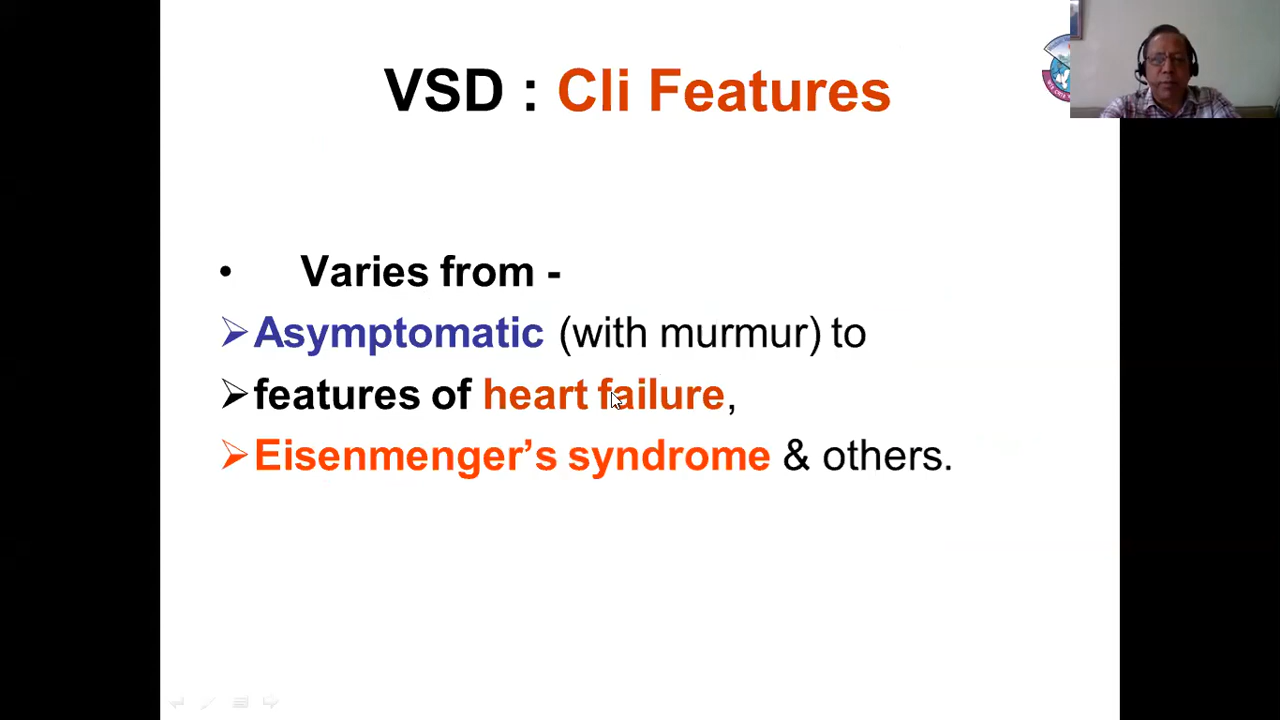 VSD : Cli Features
• Varies from -
➢Asymptomatic (with murmur) to
➢features of heart failure,
➢Eisenmenger’s syndrome & others.